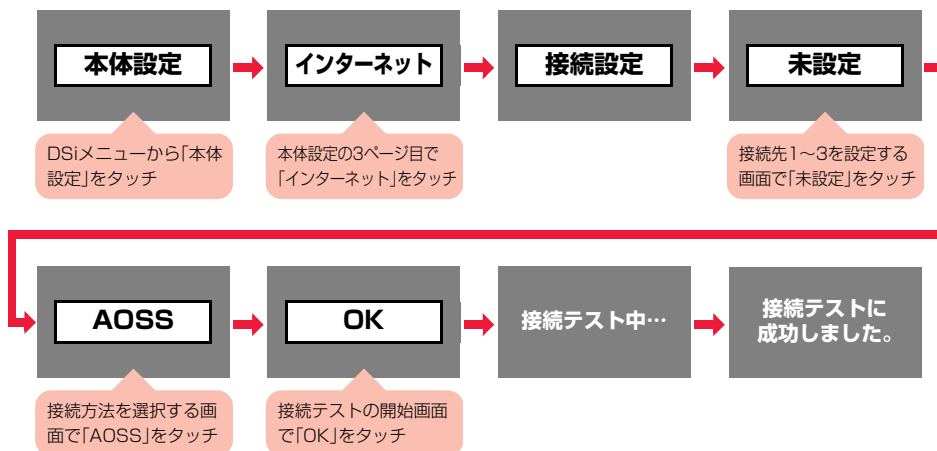 本体設定
インターネット
接続設定
未設定
DSiメニューから「本体
設定」をタッチ
本体設定の3ページ目で
「インターネット」をタッチ
接続先1〜3を設定する
画面で「未設定」をタッチ
AOSS
OK
接続テスト中…
接続テストに
成功しました。
接続方法を選択する画
面で「AOSS」をタッチ
接続テストの開始画面
で「OK」をタッチ